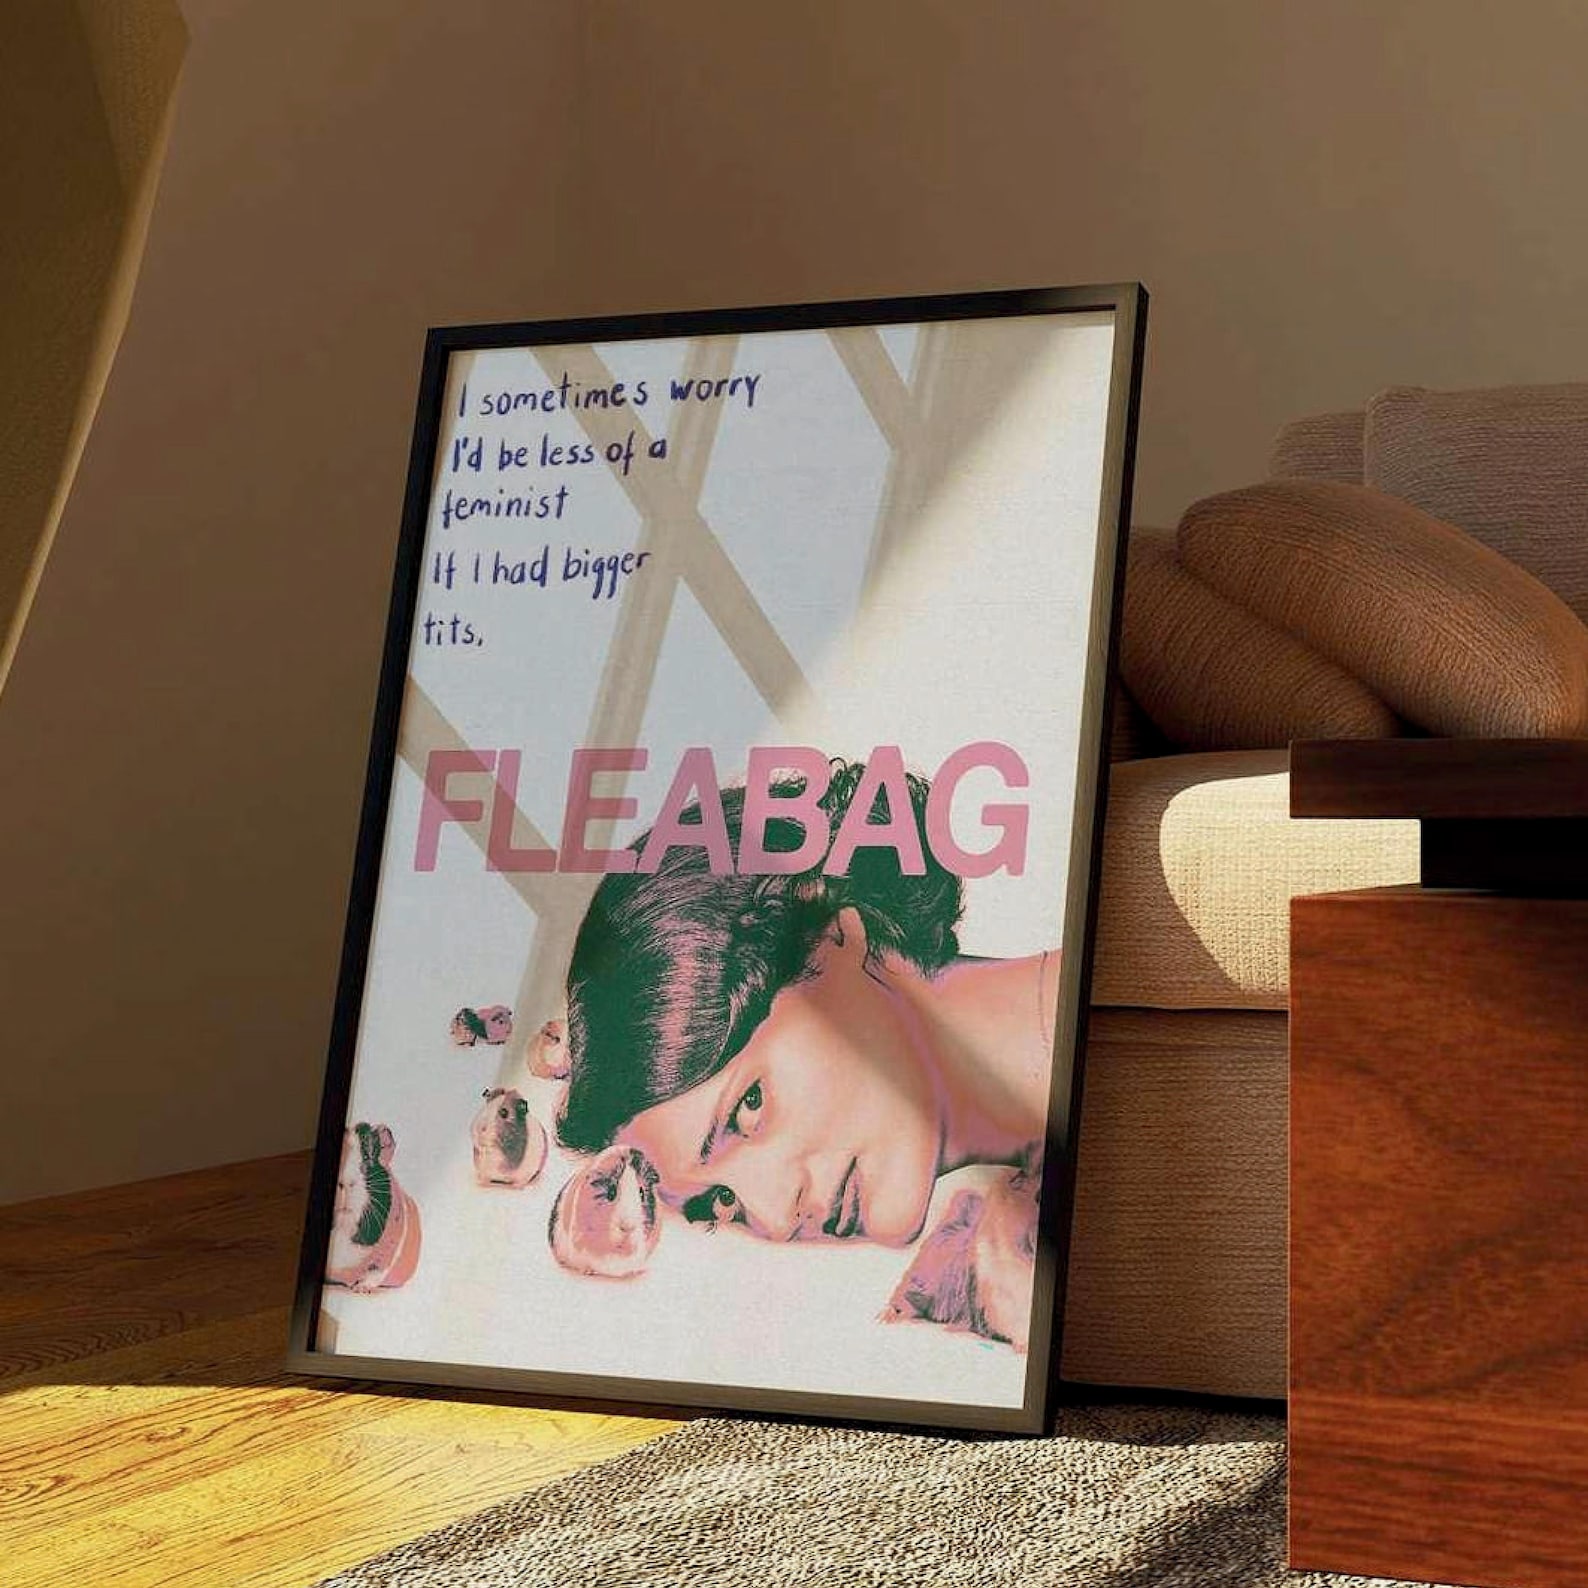 I sometimes worry
I'd be less of a
feminist
If I had bigger
tits,
FLEABAG